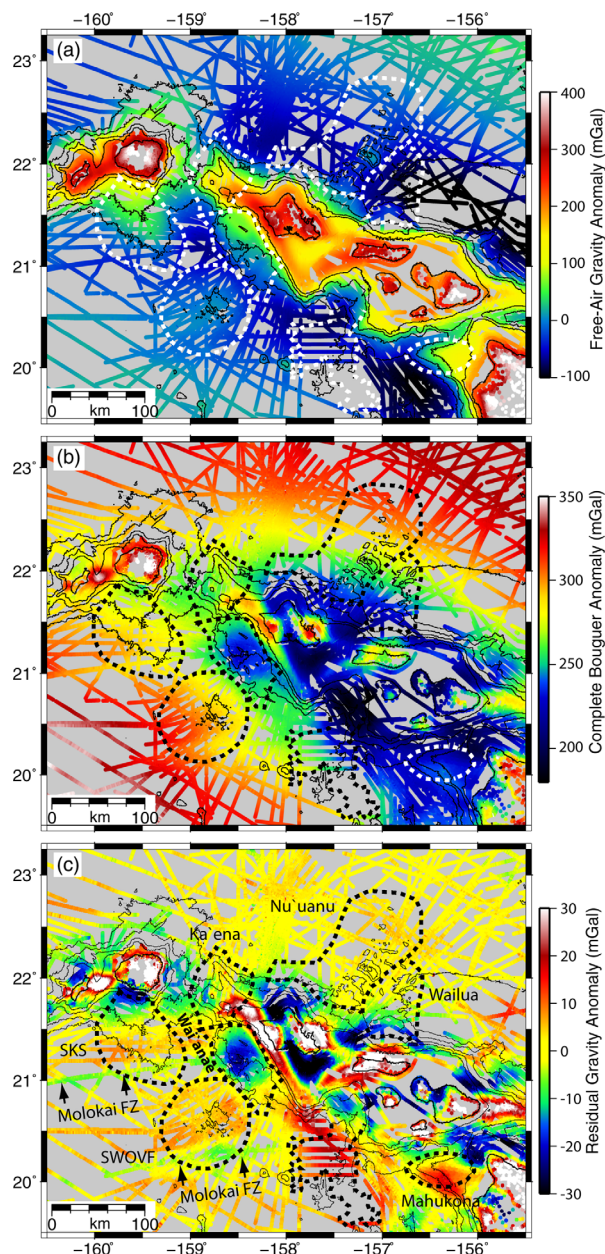 −160 −159 −158 −157 −156
(a)
23°
22°
21°
20°
0 km 100
400
300
200
100
0
-100
Free-Air Gravity Anomaly (mGal)
(b)
23°
22°
21°
20°
0 km 100
350
300
250
200
Complete Bouguer Anomaly (mGal)
(c)
23°
22°
21°
20°
Nu uanu
Ka ena
Wailua
Wai anae
SKS
Molokai FZ
SWOVF
Molokai FZ
Mahukona
0 km 100
30
20
10
0
-10
-20
-30
Residual Gravity Anomaly (mGal)
−160 −159 −158 −157 −156